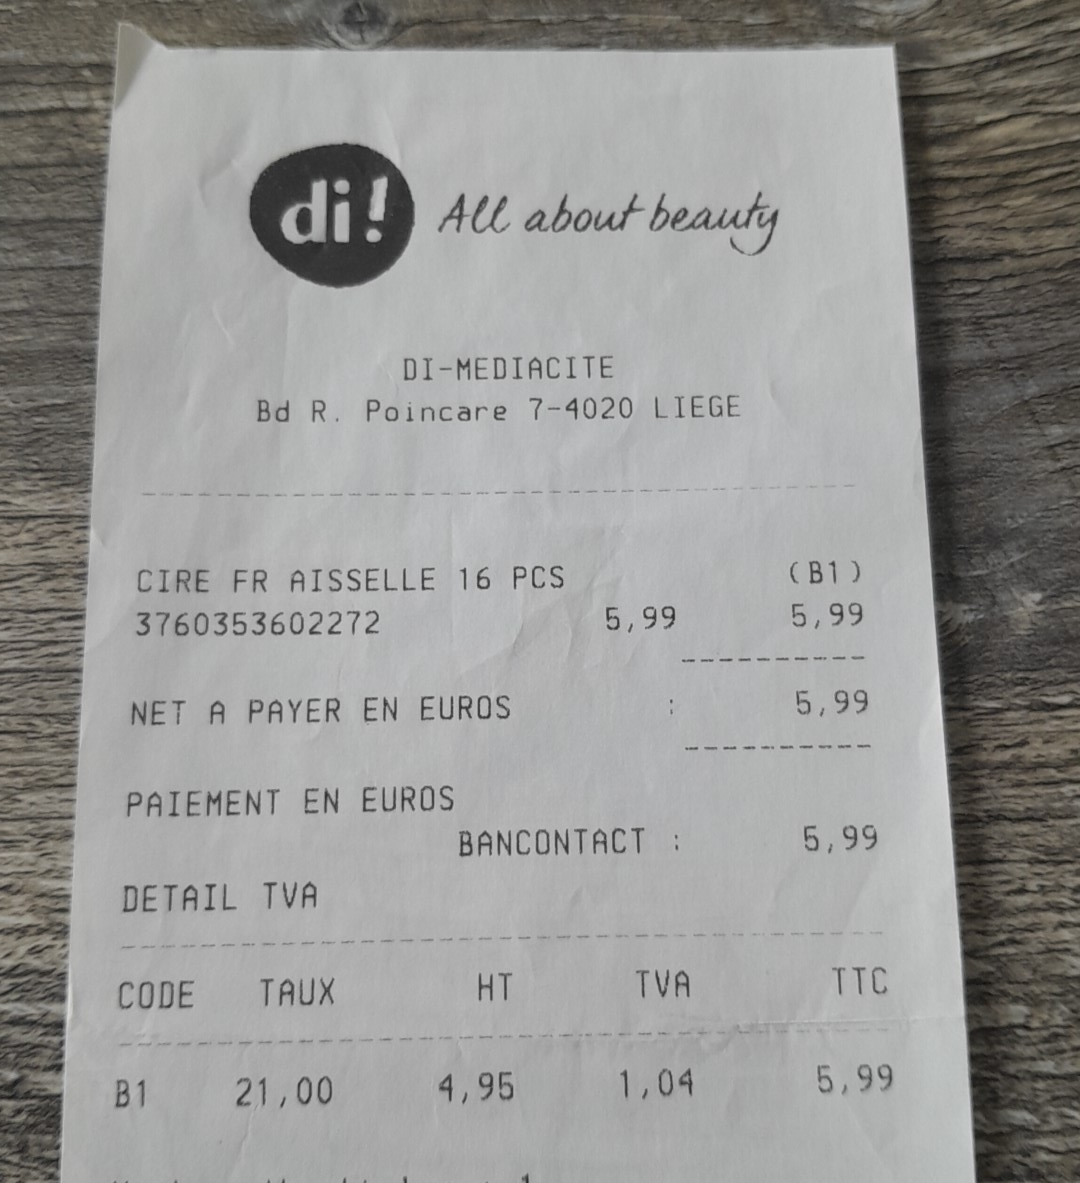 di! All about beauty
DI-MEDIACITE
Bd R. Poincare 7-4020 LIEGE
CIRE FR AISSELLE 16 PCS (B1)
3760353602272 5,99 5,99
NET A PAYER EN EUROS : 5,99
PAIEMENT EN EUROS
BANCONTACT : 5,99
DETAIL TVA
CODE TAUX HT TVA TTC
B1 21,00 4,95 1,04 5,99